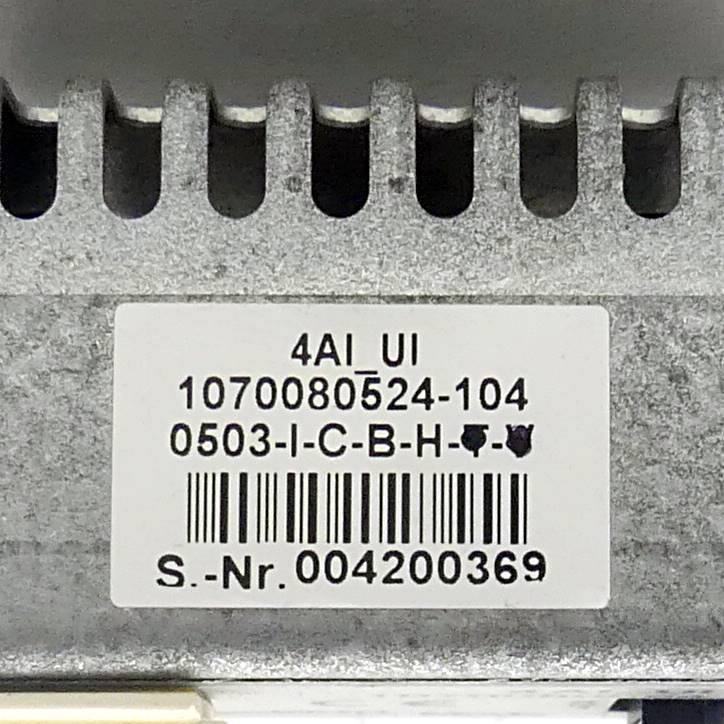 4AI_UI
1070080524-104
0503-I-C-B-H-
S.-Nr. 004200369